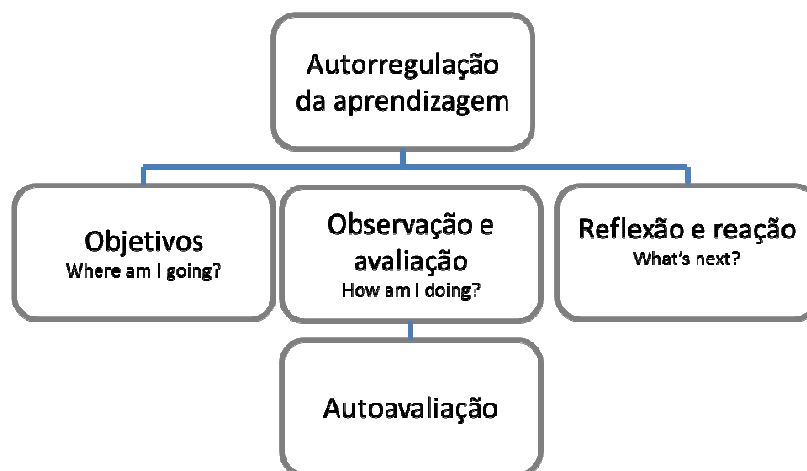 Autorregulação
da aprendizagem
Objetivos
Where am I going?
Observação e
avaliação
How am I doing?
Reflexão e reação
What's next?
Autoavaliação